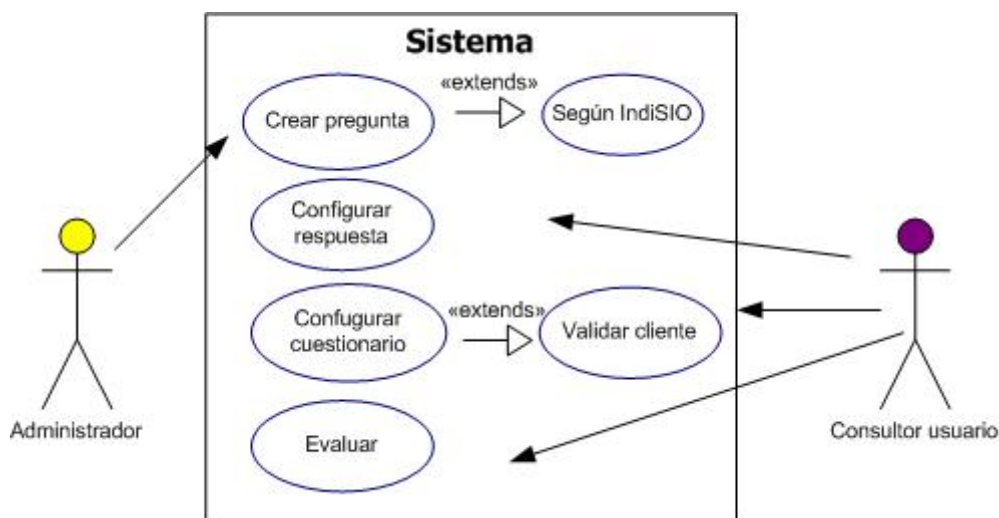 Sistema
«extends»
Crear pregunta
Según IndiSIO
Configurar
respuesta
«extends»
Confugurar
cuestionario
Validar cliente
Evaluar
Administrador
Consultor usuario